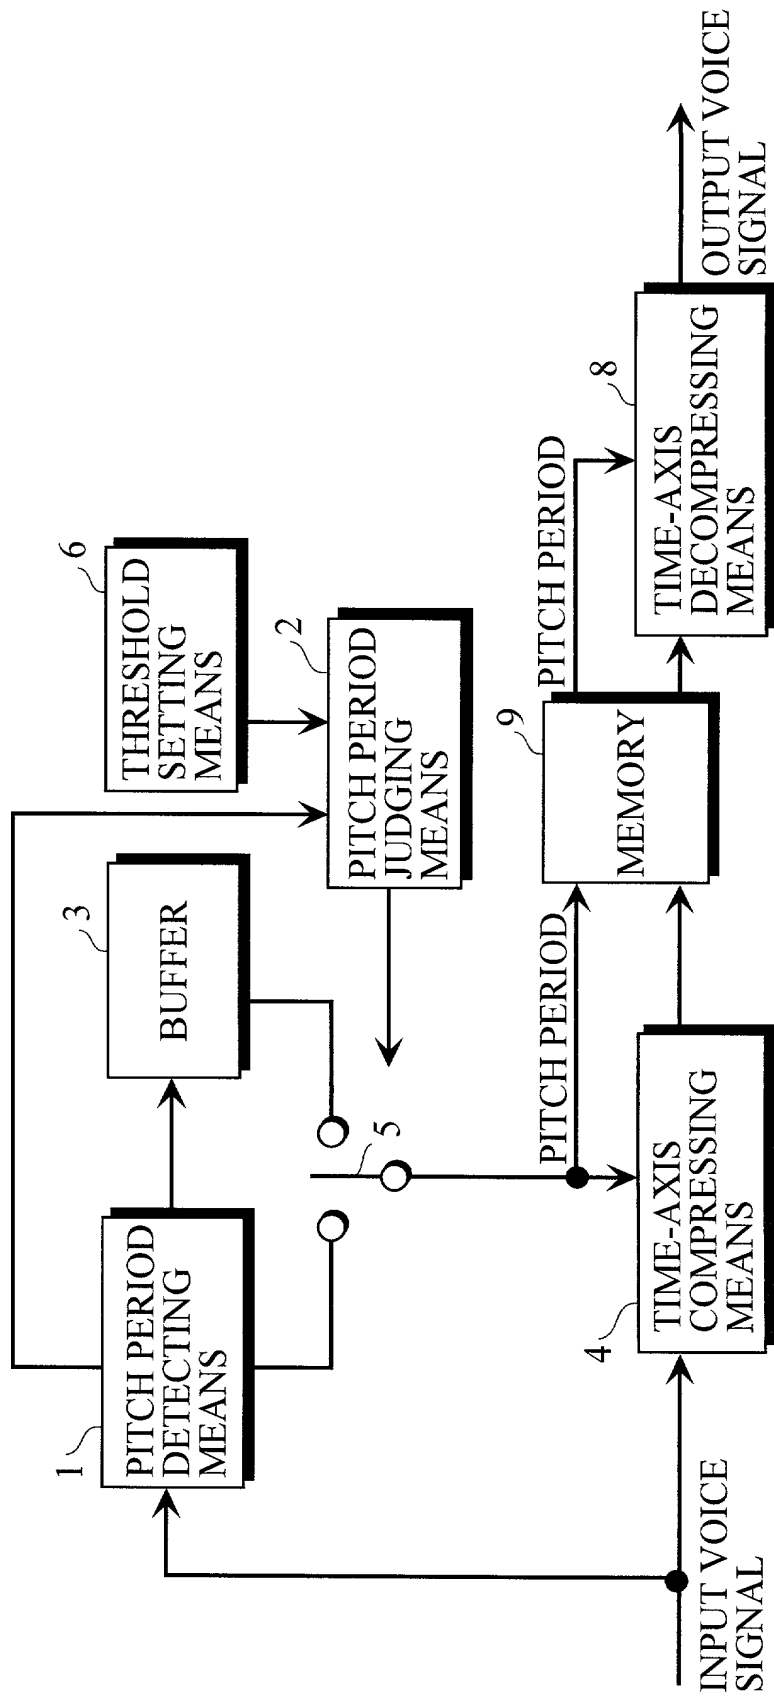 1
PITCH PERIOD
DETECTING
MEANS
3
BUFFER
6
THRESHOLD
SETTING
MEANS
2
PITCH PERIOD
JUDGING
MEANS
5
PITCH PERIOD
PITCH PERIOD
4
TIME-AXIS
COMPRESSING
MEANS
9
MEMORY
8
TIME-AXIS
DECOMPRESSING
MEANS
INPUT VOICE
SIGNAL
OUTPUT VOICE
SIGNAL